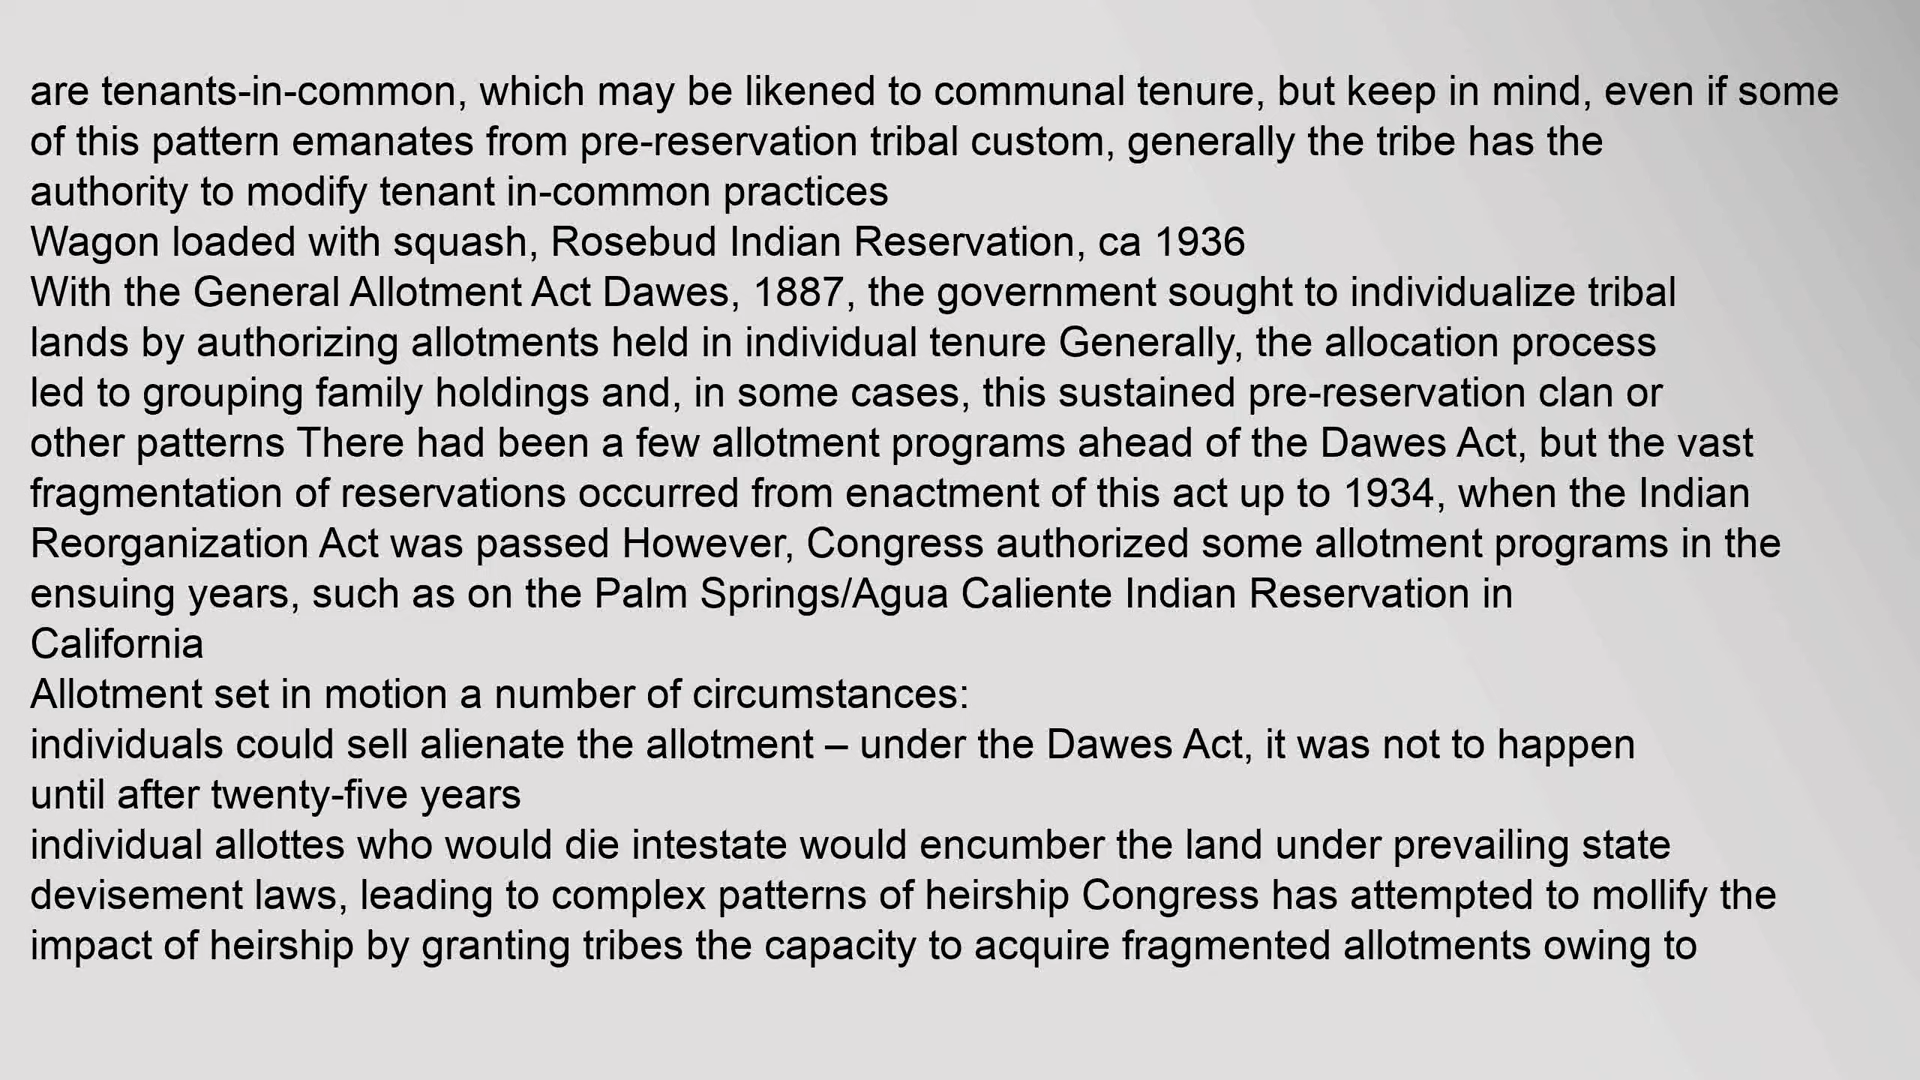 are tenants-in-common, which may be likened to communal tenure, but keep in mind, even if some
of this pattern emanates from pre-reservation tribal custom, generally the tribe has the
authority to modify tenant in-common practices
Wagon loaded with squash, Rosebud Indian Reservation, ca 1936
With the General Allotment Act Dawes, 1887, the government sought to individualize tribal
lands by authorizing allotments held in individual tenure Generally, the allocation process
led to grouping family holdings and, in some cases, this sustained pre-reservation clan or
other patterns There had been a few allotment programs ahead of the Dawes Act, but the vast
fragmentation of reservations occurred from enactment of this act up to 1934, when the Indian
Reorganization Act was passed However, Congress authorized some allotment programs in the
ensuing years, such as on the Palm Springs/Agua Caliente Indian Reservation in
California
Allotment set in motion a number of circumstances:
individuals could sell alienate the allotment – under the Dawes Act, it was not to happen
until after twenty-five years
individual allottes who would die intestate would encumber the land under prevailing state
devisement laws, leading to complex patterns of heirship Congress has attempted to mollify the
impact of heirship by granting tribes the capacity to acquire fragmented allotments owing to